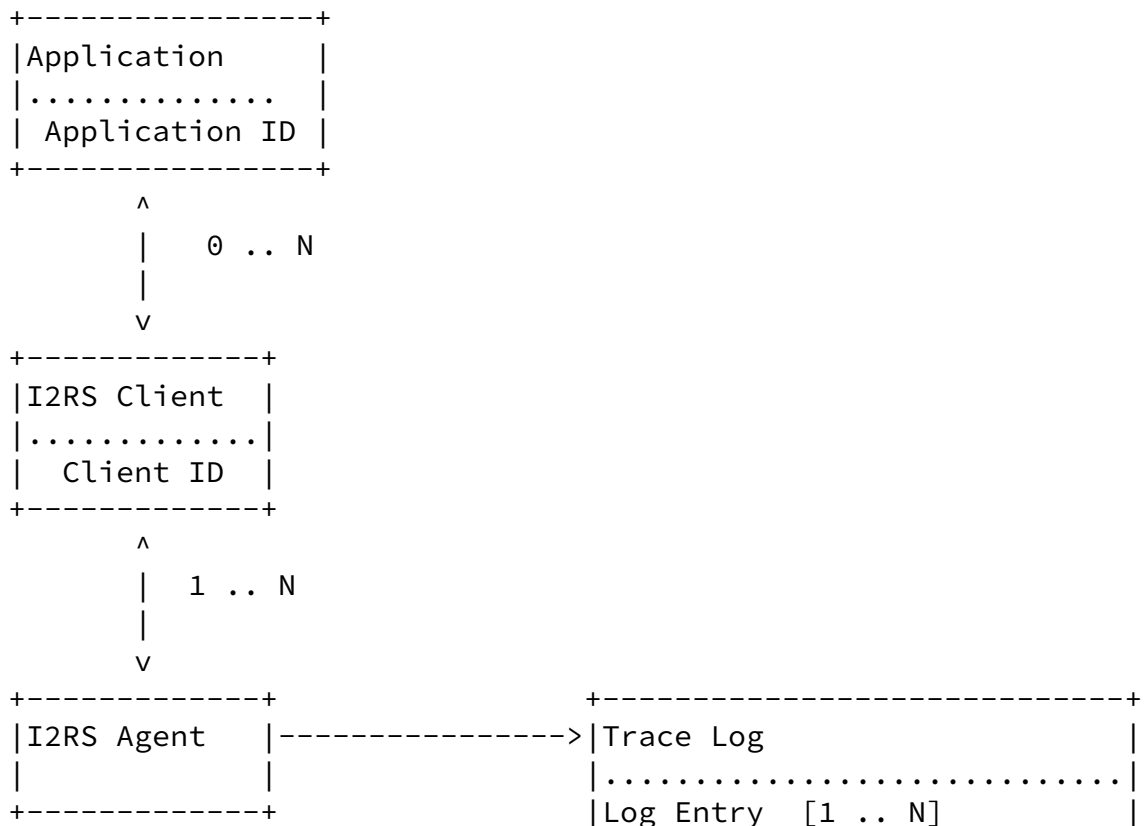 +----------------+
|Application     |
|..............  |
| Application ID |
+----------------+
       ^
       |   0 .. N
       |
       v
+-------------+
|I2RS Client  |
|.............|
|  Client ID  |
+-------------+
       ^
       |  1 .. N
       |
       v
+-------------+                 +-----------------------------+
|I2RS Agent   |---------------->|Trace Log                    |
|             |                 |.............................|
+-------------+                 |Log Entry  [1 .. N]          |